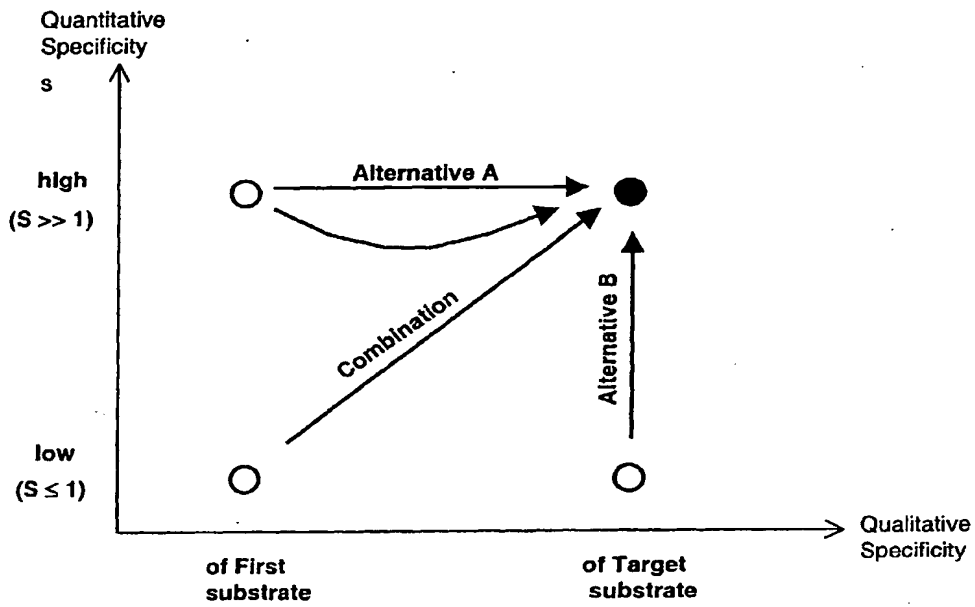 Quantitative
Specificity
s
high
(S >> 1)
Alternative A
Combination
Alternative B
low
(S ≤ 1)
Qualitative
Specificity
of First
substrate
of Target
substrate